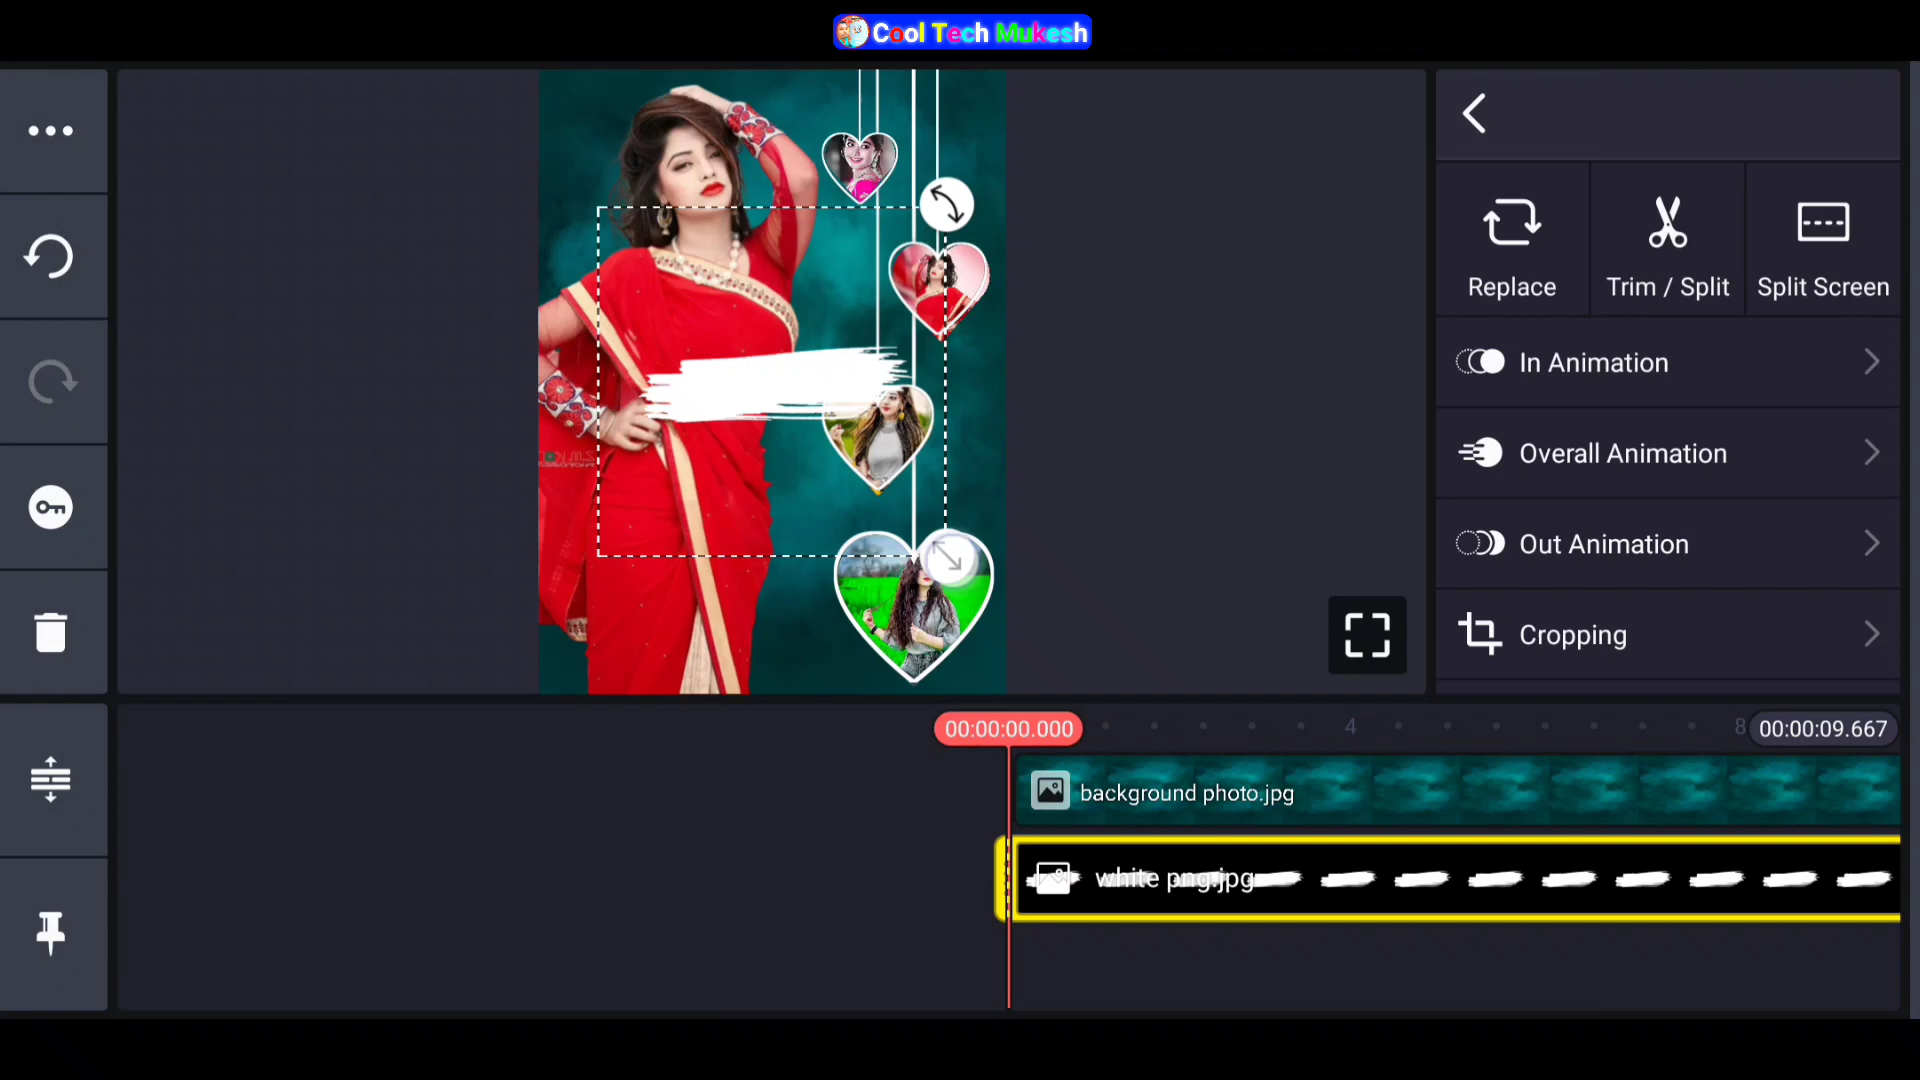 Cool Tech Mukesh
Replace
Trim / Split
Split Screen
In Animation
Overall Animation
Out Animation
Cropping
00:00:00.000
4
8
00:00:09.667
background photo.jpg
white png.jpg